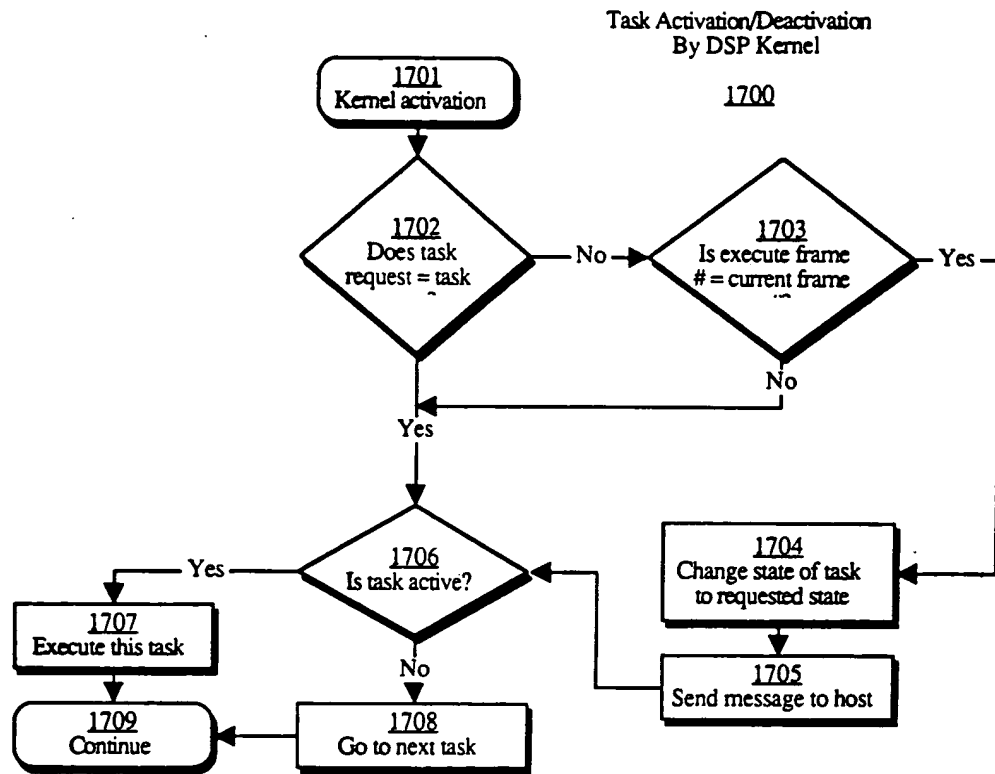 Task Activation/Deactivation
By DSP Kernel
1700
1701
Kernel activation
1702
Does task
request = task
?
No
1703
Is execute frame
# = current frame
Yes
No
Yes
1704
Change state of task
to requested state
1705
Send message to host
1706
Is task active?
Yes
No
1707
Execute this task
1708
Go to next task
1709
Continue